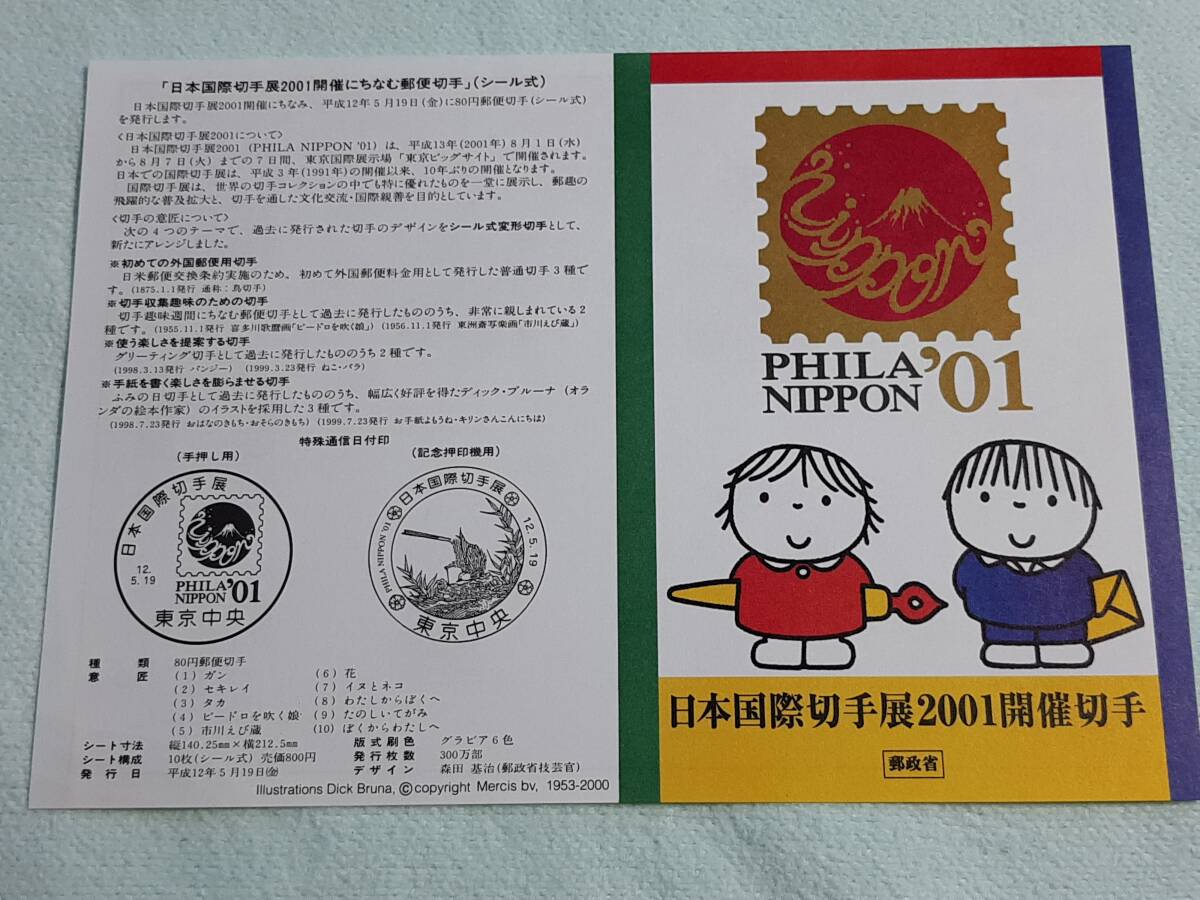 「日本国際切手展2001開催にちなむ郵便切手」(シール式)
日本国際切手展2001開催にちなみ、平成12年5月19日(金)に80円郵便切手(シール式)
を発行します。
<日本国際切手展2001について>
日本国際切手展2001 (PHILA NIPPON '01) は、平成13年(2001年)8月1日(水)
から8月7日(火)までの7日間、東京国際展示場「東京ビッグサイト」で開催されます。
日本での国際切手展は、平成3年(1991年)の開催以来、10年ぶりの開催となります。
国際切手展は、世界の切手コレクションの中でも特に優れたものを一堂に展示し、郵趣の
飛躍的な普及拡大と、切手を通した文化交流・国際親善を目的としています。
<切手の意匠について>
次の4つのテーマで、過去に発行された切手のデザインをシール式変形切手として、
新たにアレンジしました。
※初めての外国郵便用切手
日米郵便交換条約実施のため、初めて外国郵便料金用として発行した普通切手3種で
す。(1875.1.1発行 通称:鳥切手)
※切手収集趣味のための切手
切手趣味週間にちなむ郵便切手として過去に発行したもののうち、非常に親しまれている2
種です。(1955.11.1発行 喜多川歌麿画「ビードロを吹く娘」)(1956.11.1発行 東洲斎写楽画「市川えび蔵」)
※使う楽しさを提案する切手
グリーティング切手として過去に発行したもののうち2種です。
(1998.3.13発行 パンジー) (1999.3.23発行 ねこ・バラ)
※手紙を書く楽しさを膨らませる切手
ふみの日切手として過去に発行したもののうち、幅広く好評を得たディック・ブルーナ(オラ
ンダの絵本作家)のイラストを採用した3種です。
(1998.7.23発行 おはなのきもち・おそらのきもち)(1999.7.23発行 お手紙よもうね・キリンさんこんにちは)
特殊通信日付印
(手押し用)
日本国際切手展
Nippon
12.
5.19
PHILA
NIPPON '01
東京中央
(記念押印機用)
日本国際切手展
12.5.19
PHILA NIPPON '01
東京中央
種類 80円郵便切手
意匠 (1) ガン
(2) セキレイ
(3) タカ
(4) ビードロを吹く娘
(5) 市川えび蔵
(6) 花
(7) イヌとネコ
(8) わたしからぼくへ
(9) たのしいてがみ
(10) ぼくからわたしへ
シート寸法 縦140.25mm×横212.5mm
シート構成 10枚(シール式) 売価800円
発行日 平成12年5月19日㈮
版式刷色 グラビア6色
発行枚数 300万部
デザイン 森田 基治(郵政省技芸官)
Illustrations Dick Bruna, ©copyright Mercis bv, 1953-2000
Nippon
PHILA
NIPPON '01
日本国際切手展2001開催切手
郵政省